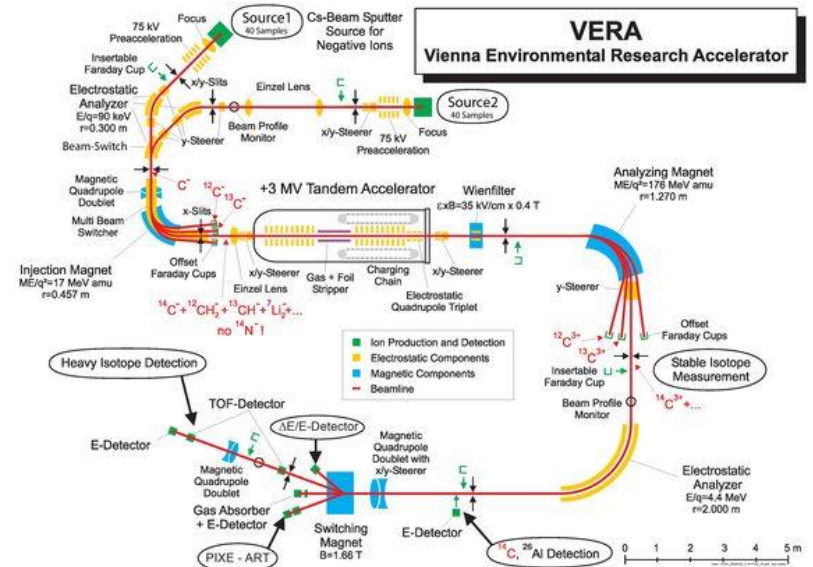 VERA
Vienna Environmental Research Accelerator
Source1
40 Samples
Cs-Beam Sputter
Source for
Negative Ions
Focus
75 kV
Preacceleration
Insertable
Faraday Cup
x/y-Slits
Electrostatic
Analyzer
E/q=90 keV
r=0.300 m
Einzel Lens
Source2
40 Samples
y-Steerer
Beam Profile
Monitor
x/y-Steerer
75 kV
Preacceleration
Focus
Beam-Switch
Magnetic
Quadrupole
Doublet
C⁻
¹²C⁻
¹³C⁻
Multi Beam
Switcher
x-Slits
+3 MV Tandem Accelerator
Wienfilter
εxB=35 kV/cm x 0.4 T
Analyzing Magnet
ME/q²=176 MeV amu
r=1.270 m
Injection Magnet
ME/q²=17 MeV amu
r=0.457 m
Offset
Faraday Cups
x/y-Steerer
Einzel Lens
Gas + Foil
Stripper
Charging
Chain
x/y-Steerer
Electrostatic
Quadrupole Triplet
¹⁴C⁻+¹²CH₂⁻+¹³CH⁻+⁷Li₂⁻+...
no ¹⁴N⁻!
y-Steerer
¹²C³⁺
¹³C³⁺
Offset
Faraday Cups
Insertable
Faraday Cup
Stable Isotope
Measurement
¹⁴C³⁺+...
Beam Profile
Monitor
Ion Production and Detection
Electrostatic Components
Magnetic Components
Beamline
Heavy Isotope Detection
TOF-Detector
E-Detector
ΔE/E-Detector
Magnetic
Quadrupole
Doublet
Magnetic
Quadrupole
Doublet with
x/y-Steerer
Gas Absorber
+ E-Detector
PIXE - ART
Switching
Magnet
B=1.66 T
E-Detector
¹⁴C, ²⁶Al Detection
Electrostatic
Analyzer
E/q=4.4 MeV
r=2.000 m
0 1 2 3 4 5 m